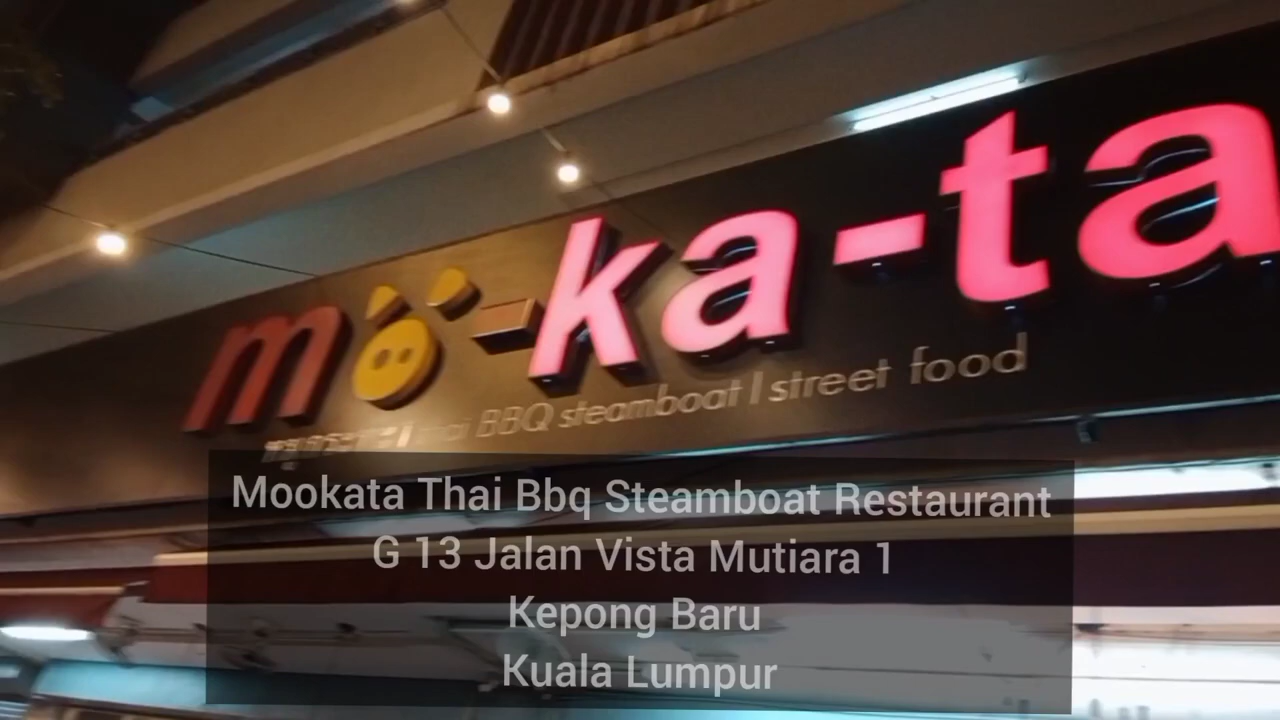 mo-ka-ta
BBQ steamboat | street food
Mookata Thai Bbq Steamboat Restaurant
G 13 Jalan Vista Mutiara 1
Kepong Baru
Kuala Lumpur